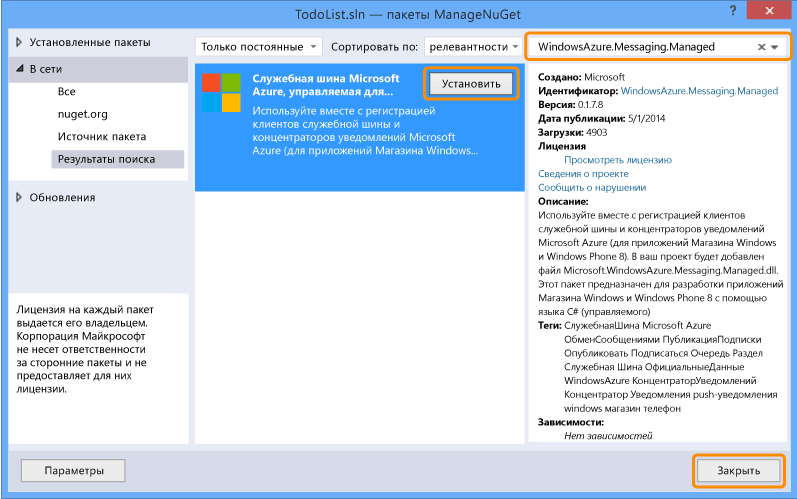 TodoList.sln — пакеты ManageNuGet
?
Установленные пакеты
В сети
Все
nuget.org
Источник пакета
Результаты поиска
Обновления
Лицензия на каждый пакет
выдается его владельцем.
Корпорация Майкрософт
не несет ответственности
за сторонние пакеты и не
предоставляет для них
лицензии.
Параметры
Только постоянные
Сортировать по:
релевантности
Служебная шина Microsoft
Azure, управляемая для...
Установить
Используйте вместе с регистрацией
клиентов служебной шины и
концентраторов уведомлений Microsoft
Azure (для приложений Магазина Windows...
WindowsAzure.Messaging.Managed
Создано: Microsoft
Идентификатор: WindowsAzure.Messaging.Managed
Версия: 0.1.7.8
Дата публикации: 5/1/2014
Загрузки: 4903
Лицензия
Просмотреть лицензию
Сведения о проекте
Сообщить о нарушении
Описание:
Используйте вместе с регистрацией клиентов
служебной шины и концентраторов уведомлений
Microsoft Azure (для приложений Магазина Windows
и Windows Phone 8). В ваш проект будет добавлен
файл Microsoft.WindowsAzure.Messaging.Managed.dll.
Этот пакет предназначен для разработки приложений
Магазина Windows и Windows Phone 8 с помощью
языка C# (управляемого)
Теги: СлужебнаяШина Microsoft Azure
ОбменСообщениями ПубликацияПодписки
Опубликовать Подписаться Очередь Раздел
Служебная Шина ОфициальныеДанные
WindowsAzure КонцентраторУведомлений
Концентратор Уведомления push-уведомления
windows магазин телефон
Зависимости:
Нет зависимостей
Закрыть